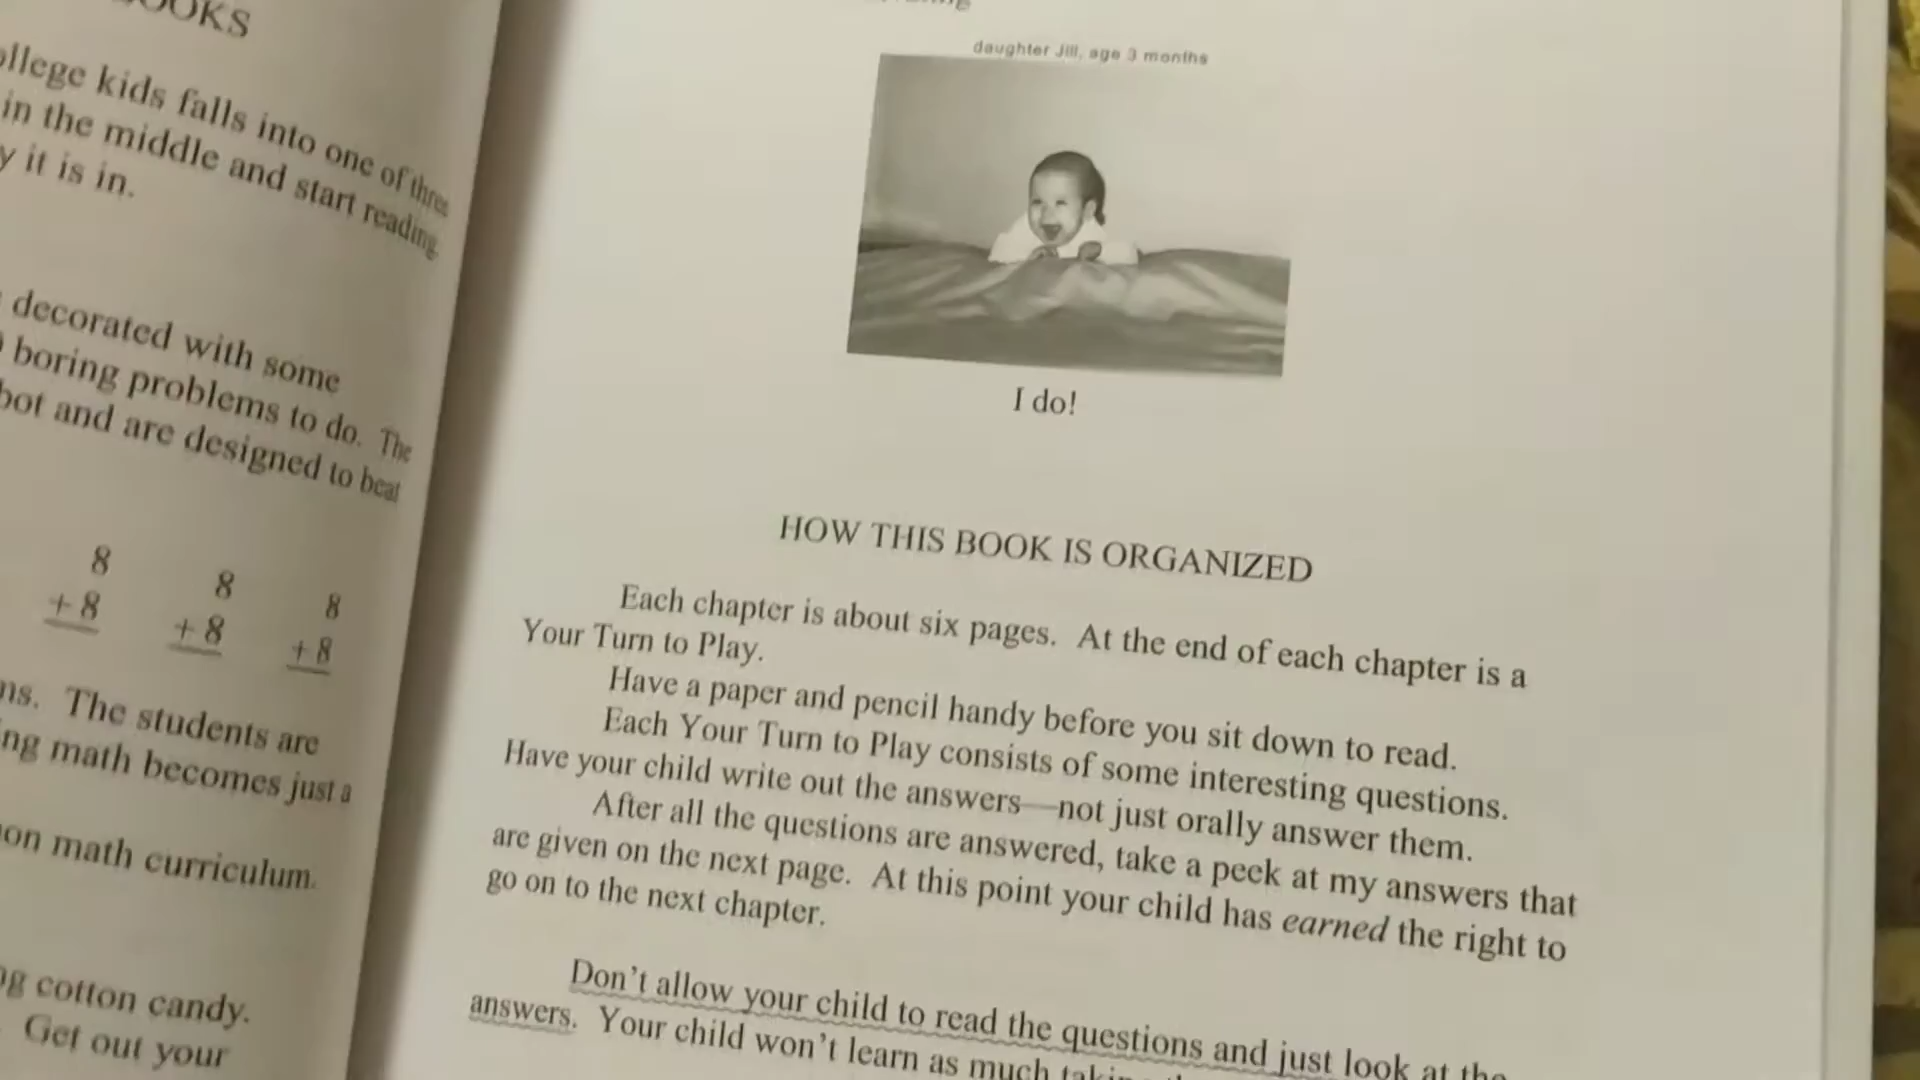 OOKS
ollege kids falls into one of three
in the middle and start reading
y it is in.
decorated with some
boring problems to do. The
bot and are designed to beat
8 8 8
+8 +8 +8
ns. The students are
ng math becomes just a
on math curriculum.
ng cotton candy.
Get out your
daughter Jill, age 3 months
I do!
HOW THIS BOOK IS ORGANIZED
Each chapter is about six pages. At the end of each chapter is a
Your Turn to Play.
Have a paper and pencil handy before you sit down to read.
Each Your Turn to Play consists of some interesting questions.
Have your child write out the answers—not just orally answer them.
After all the questions are answered, take a peek at my answers that
are given on the next page. At this point your child has earned the right to
go on to the next chapter.
Don't allow your child to read the questions and just look at the
answers. Your child won't learn as much